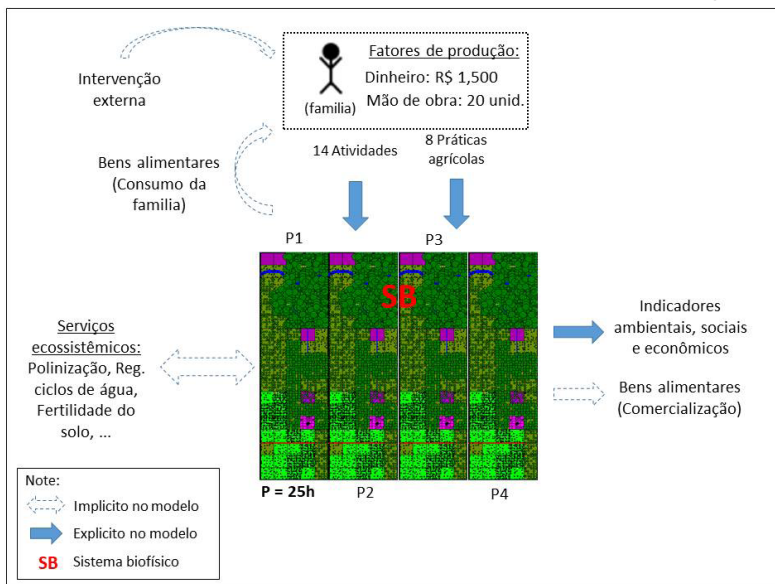 Intervenção
externa
Fatores de produção:
Dinheiro: R$ 1,500
Mão de obra: 20 unid.
(familia)
Bens alimentares
(Consumo da
familia)
14 Atividades
8 Práticas
agrícolas
P1
P3
SB
Serviços
ecossistêmicos:
Polinização, Reg.
ciclos de água,
Fertilidade do
solo, ...
Indicadores
ambientais, sociais
e econômicos
Bens alimentares
(Comercialização)
P = 25h
P2
P4
Note:
Implicito no modelo
Explicito no modelo
SB Sistema biofísico